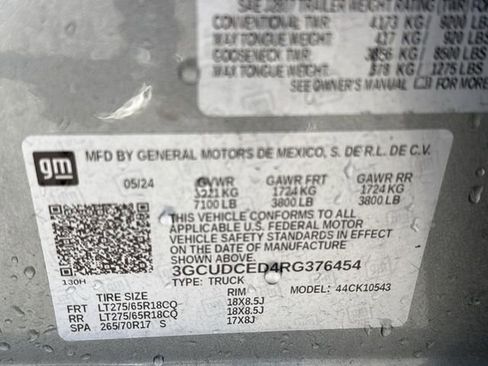 TRAILER WEIGHT RATING (TWR)
CONVENTIONAL TWR: 4173 KG/ 9200 LBS
MAX TONGUE WEIGHT: 417 KG/ 920 LBS
GOOSENECK TWR: 3856 KG/ 8500 LBS
MAX TONGUE WEIGHT: 578 KG/ 1275 LBS
SEE OWNER'S MANUAL FOR MORE
gm MFD BY GENERAL MOTORS DE MEXICO, S. DE R.L. DE C.V.
05/24 GVWR GAWR FRT GAWR RR
KG 1724 KG 1724 KG
7100 LB 3800 LB 3800 LB
THIS VEHICLE CONFORMS TO ALL
APPLICABLE U.S. FEDERAL MOTOR
VEHICLE SAFETY STANDARDS IN
EFFECT ON THE DATE OF MANUFACTURE
SHOWN ABOVE.
3GCUDCED4RG376454
130H TYPE: TRUCK MODEL: 44CK10543
TIRE SIZE RIM
FRT LT275/65R18CQ 18X8.5J
RR LT275/65R18CQ 18X8.5J
SPA 265/70R17 S 17X8J